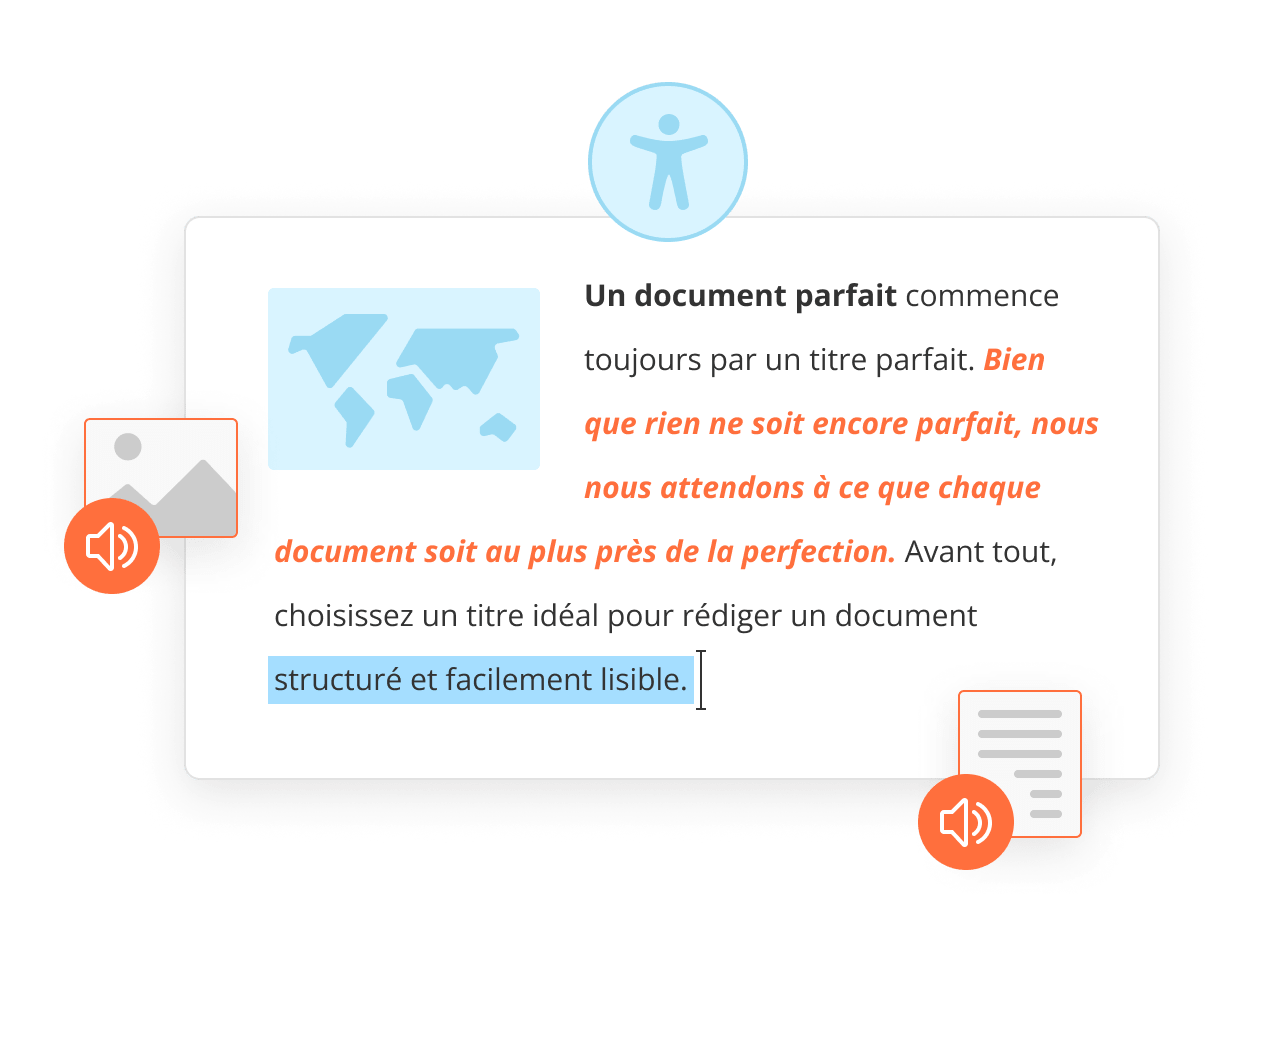 Un document parfait commence
toujours par un titre parfait. Bien
que rien ne soit encore parfait, nous
nous attendons à ce que chaque
document soit au plus près de la perfection. Avant tout,
choisissez un titre idéal pour rédiger un document
structuré et facilement lisible.